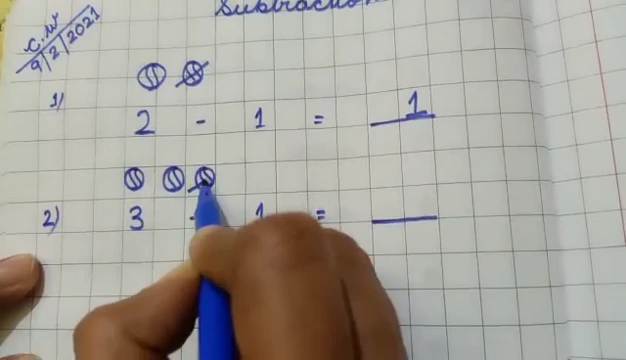 Subtraction
C.W
9/2/2021
1) 2 - 1 = 1
2) 3 - 1 =